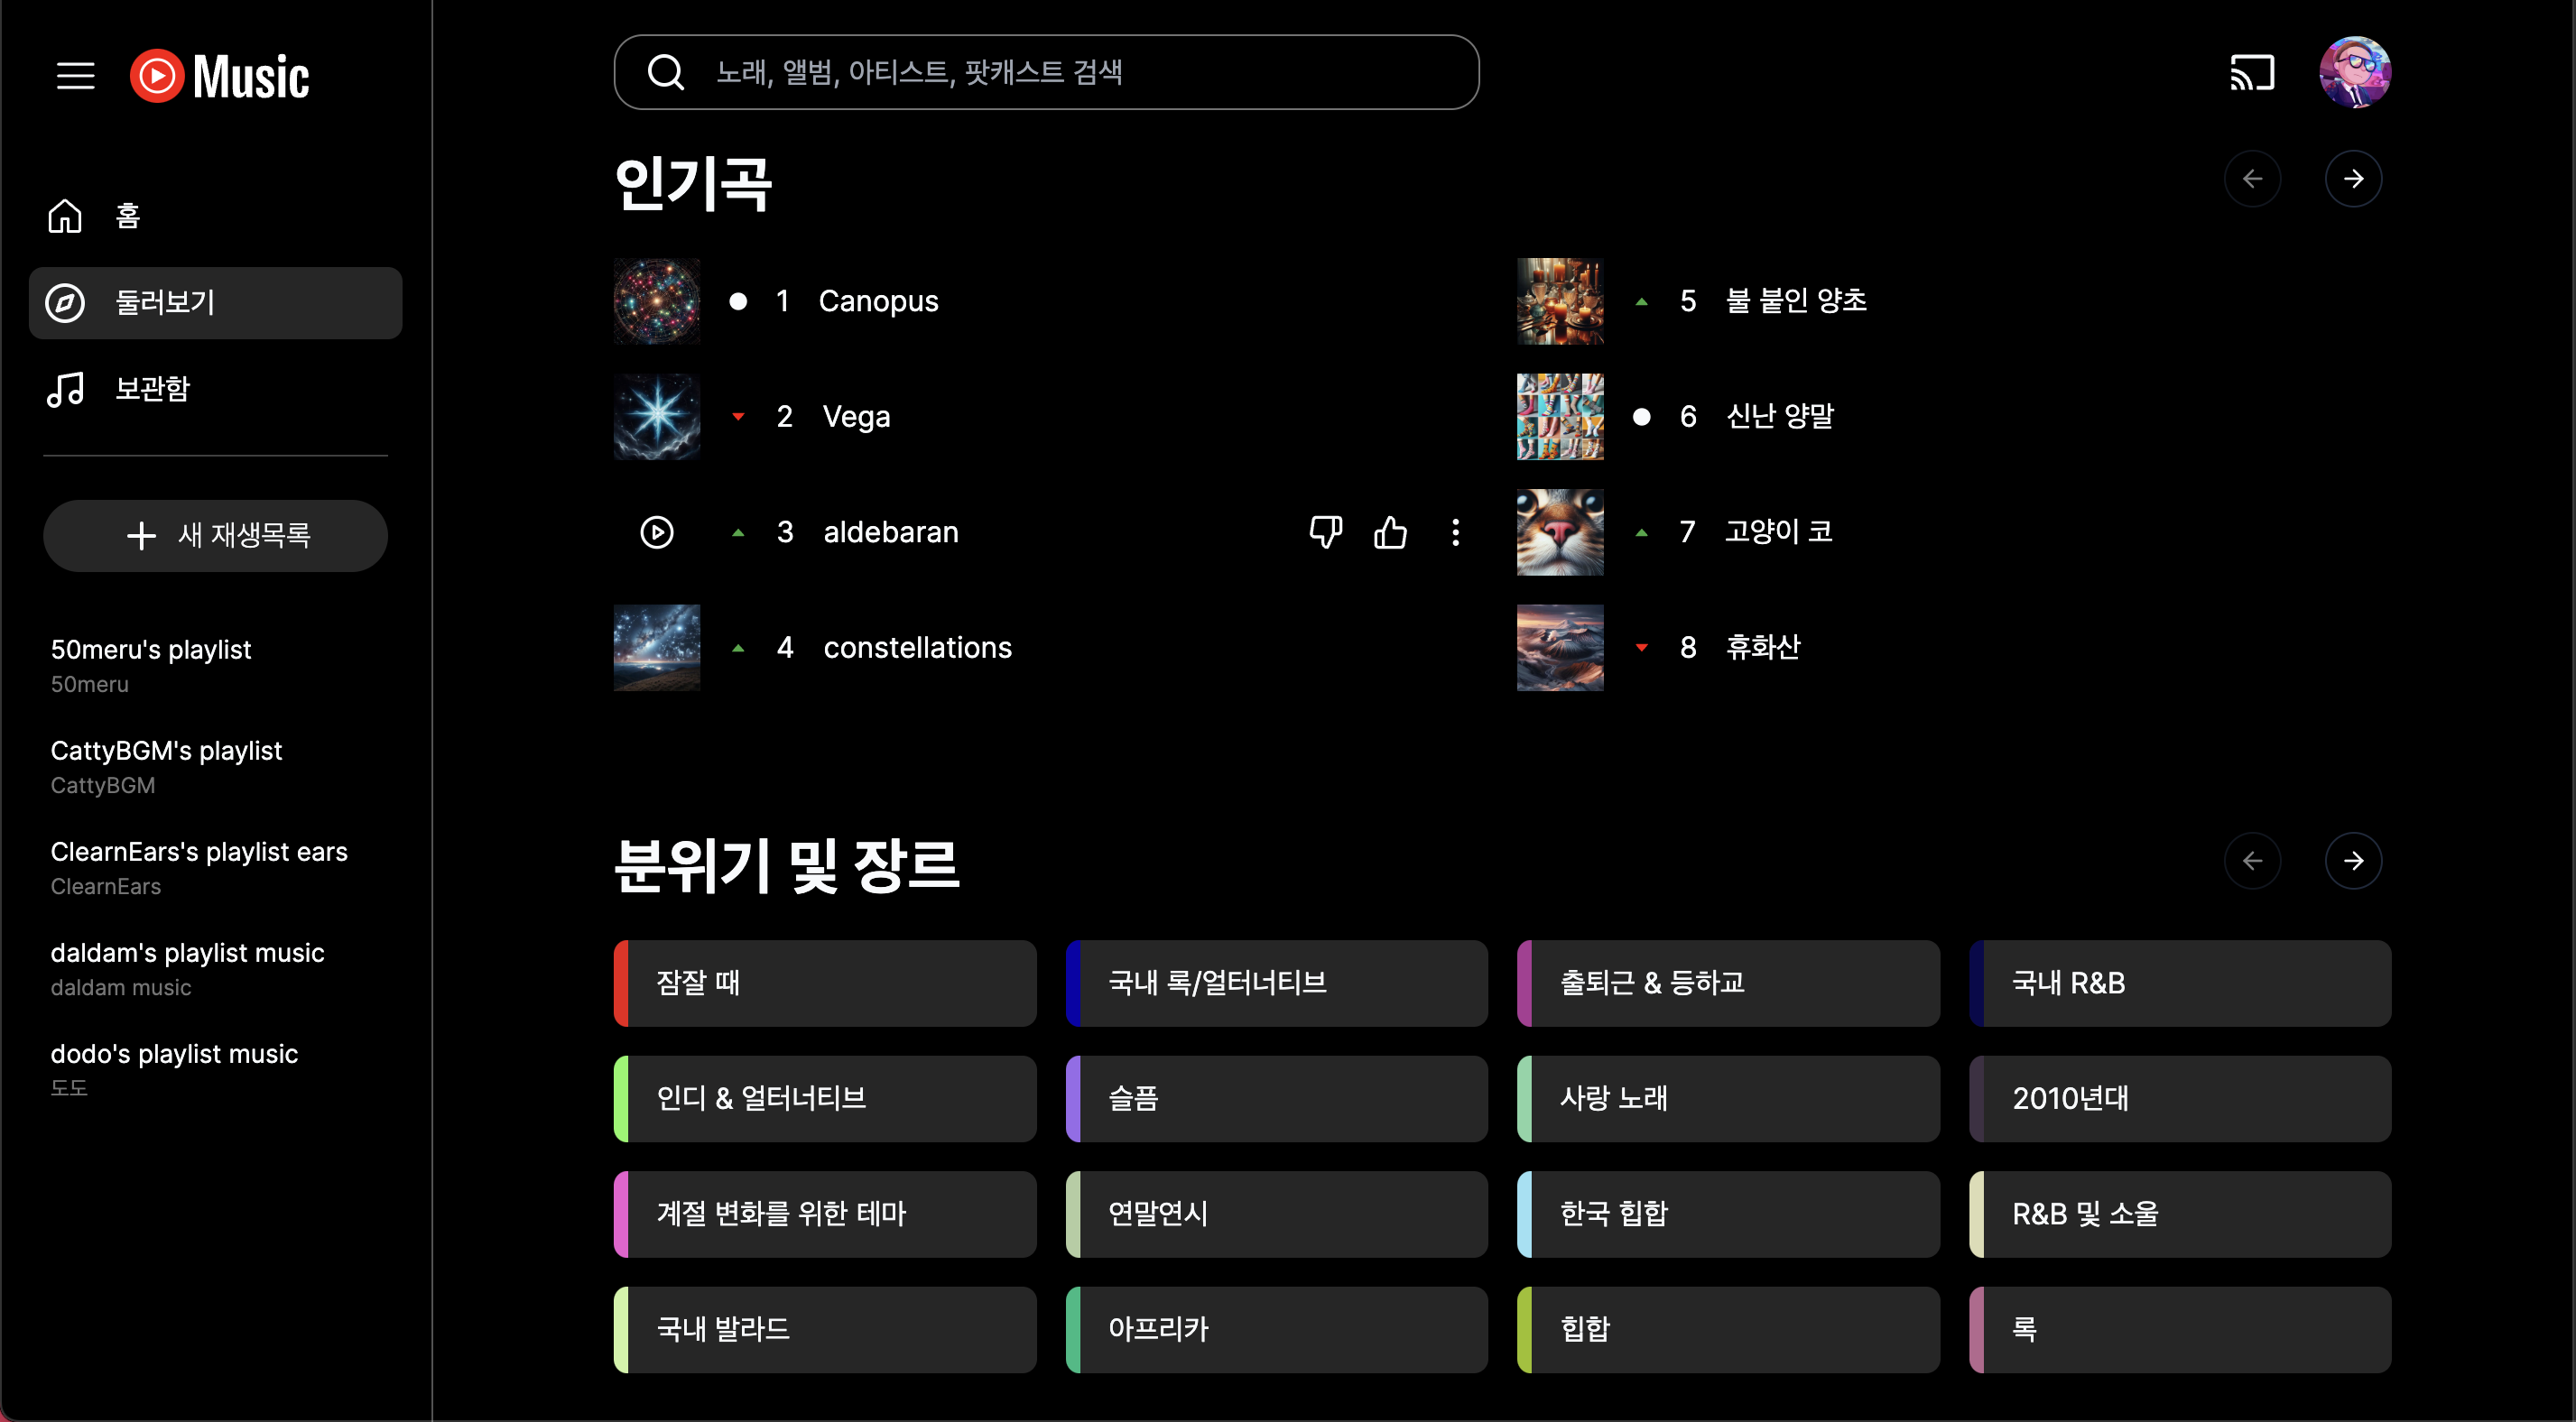 Music
홈
둘러보기
보관함
새 재생목록
50meru's playlist
50meru
CattyBGM's playlist
CattyBGM
ClearnEars's playlist ears
ClearnEars
daldam's playlist music
daldam music
dodo's playlist music
도도
노래, 앨범, 아티스트, 팟캐스트 검색
인기곡
1 Canopus
2 Vega
3 aldebaran
4 constellations
5 불 붙인 양초
6 신난 양말
7 고양이 코
8 휴화산
분위기 및 장르
잠잘 때
국내 록/얼터너티브
출퇴근 & 등하교
국내 R&B
인디 & 얼터너티브
슬픔
사랑 노래
2010년대
계절 변화를 위한 테마
연말연시
한국 힙합
R&B 및 소울
국내 발라드
아프리카
힙합
록